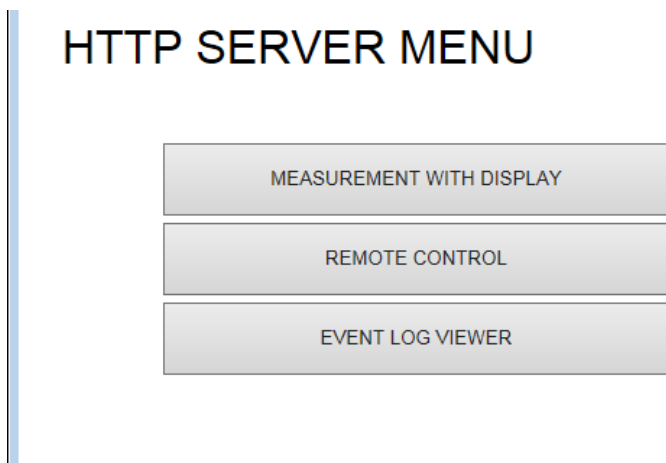 HTTP SERVER MENU
MEASUREMENT WITH DISPLAY
REMOTE CONTROL
EVENT LOG VIEWER